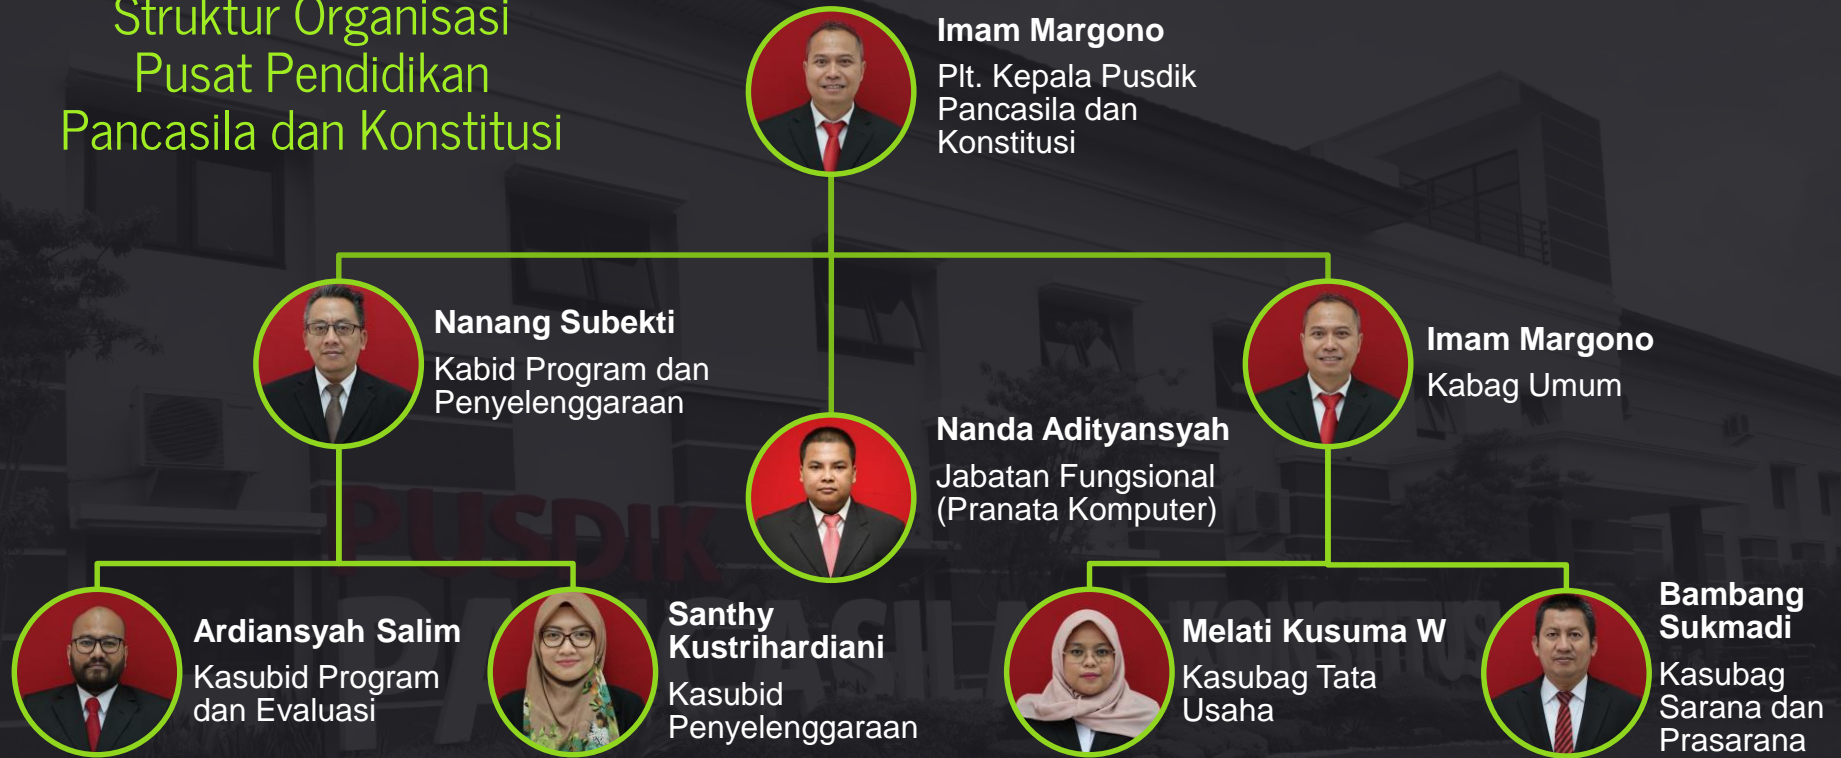 Struktur Organisasi
Pusat Pendidikan
Pancasila dan Konstitusi
Imam Margono
Plt. Kepala Pusdik
Pancasila dan
Konstitusi
Nanang Subekti
Kabid Program dan
Penyelenggaraan
Imam Margono
Kabag Umum
Nanda Adityansyah
Jabatan Fungsional
(Pranata Komputer)
Ardiansyah Salim
Kasubid Program
dan Evaluasi
Santhy
Kustrihardiani
Kasubid
Penyelenggaraan
Melati Kusuma W
Kasubag Tata
Usaha
Bambang
Sukmadi
Kasubag
Sarana dan
Prasarana
PUSDIK